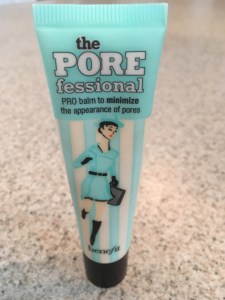 the
PORE
fessional
PRO balm to minimize
the appearance of pores
benefit